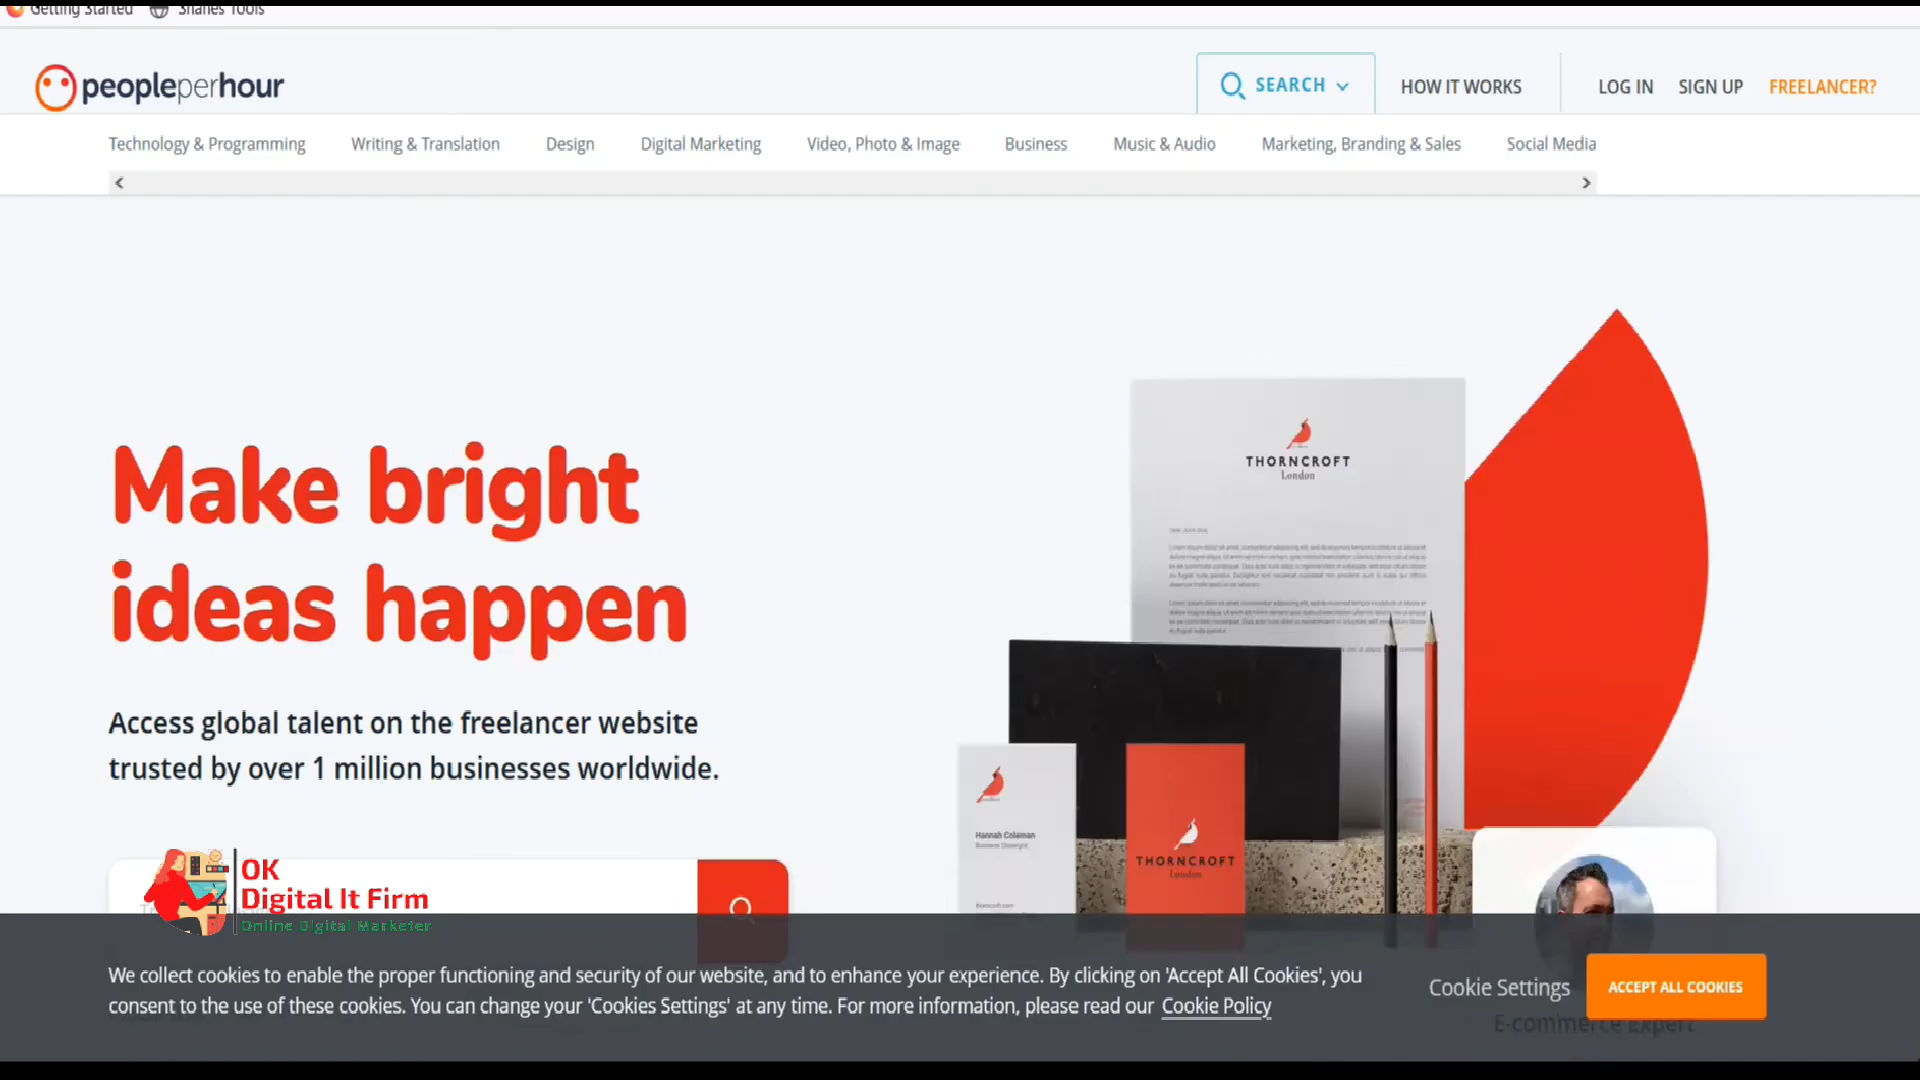 Getting Started Shares Tools
peopleperhour
SEARCH HOW IT WORKS LOG IN SIGN UP FREELANCER?
Technology & Programming Writing & Translation Design Digital Marketing Video, Photo & Image Business Music & Audio Marketing, Branding & Sales Social Media
THORNCROFT
London
Make bright
ideas happen
Access global talent on the freelancer website
trusted by over 1 million businesses worldwide.
Hannah Coleman
THORNCROFT
London
OK
Digital It Firm
Online Digital Marketer
We collect cookies to enable the proper functioning and security of our website, and to enhance your experience. By clicking on 'Accept All Cookies', you
consent to the use of these cookies. You can change your 'Cookies Settings' at any time. For more information, please read our Cookie Policy
Cookie Settings
ACCEPT ALL COOKIES
E-commerce Expert